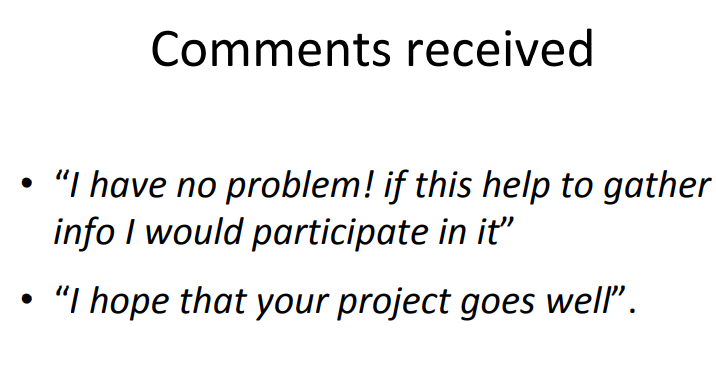 Comments received
• “I have no problem! if this help to gather
info I would participate in it”
• “I hope that your project goes well”.